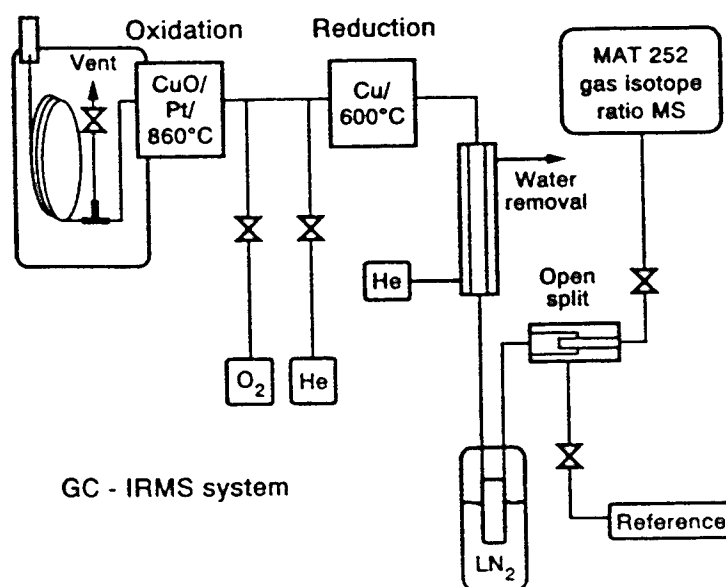 Oxidation
Reduction
Vent
CuO/
Pt/
860°C
Cu/
600°C
MAT 252
gas isotope
ratio MS
Water
removal
He
Open
split
O₂
He
GC - IRMS system
LN₂
Reference